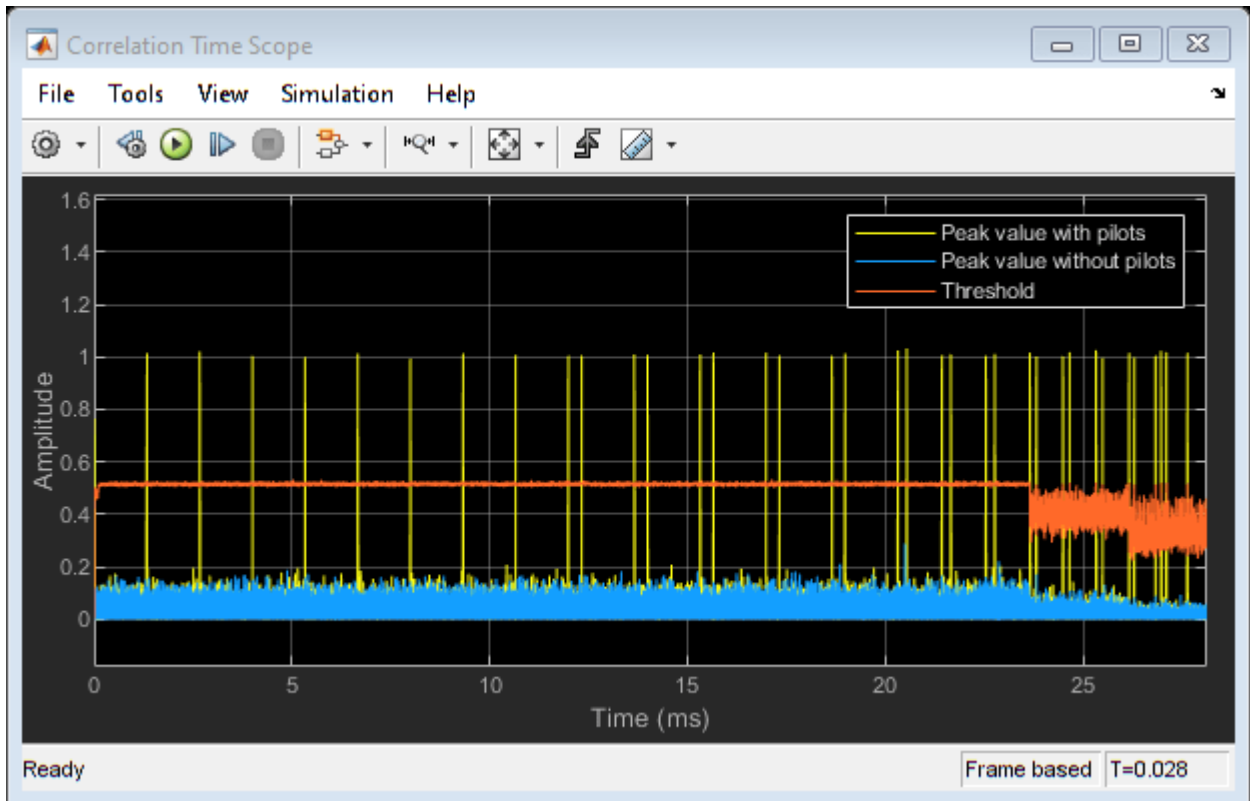 Correlation Time Scope
File Tools View Simulation Help
1.6
1.4
1.2
1
0.8
0.6
0.4
0.2
0
Amplitude
Peak value with pilots
Peak value without pilots
Threshold
0 5 10 15 20 25
Time (ms)
Ready Frame based T=0.028